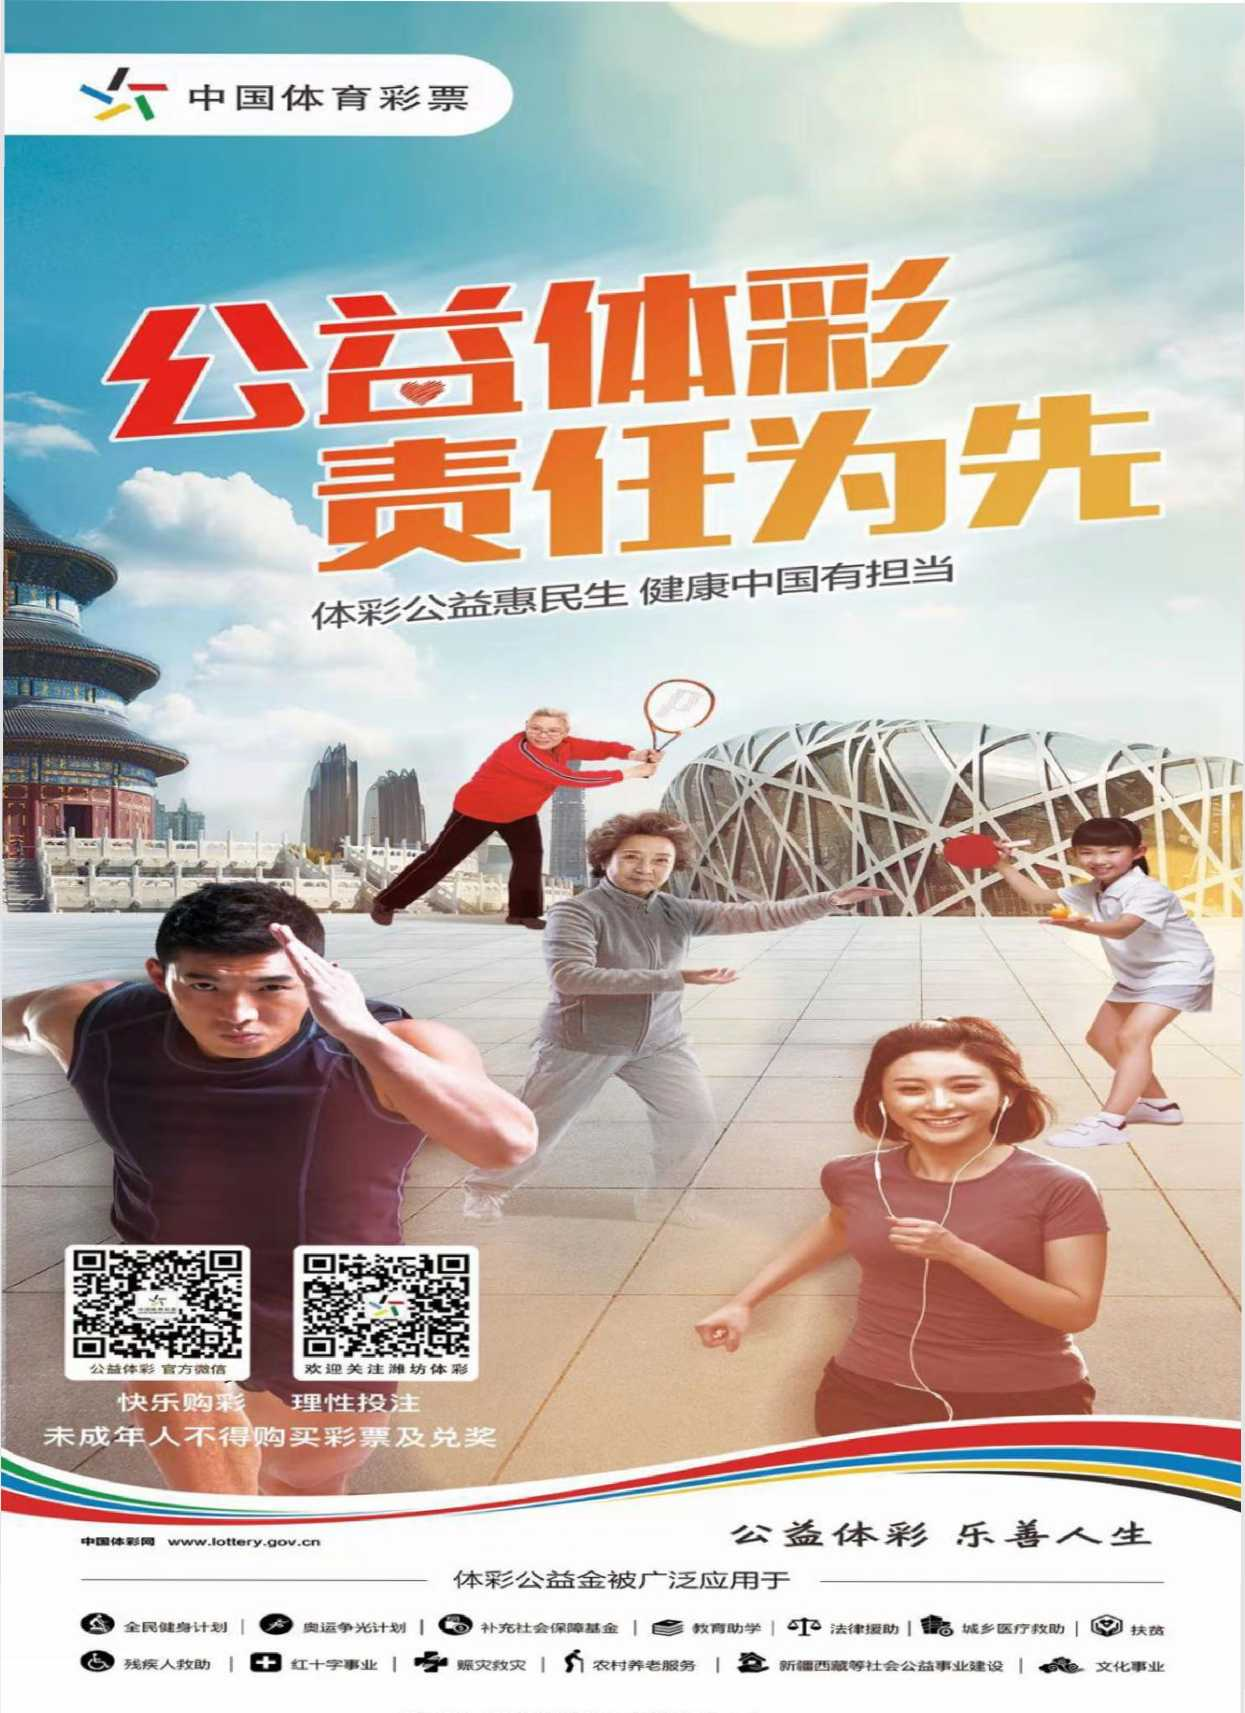 中国体育彩票
公益体彩
责任为先
体彩公益惠民生 健康中国有担当
公益体彩 官方微信
欢迎关注潍坊体彩
快乐购彩 理性投注
未成年人不得购买彩票及兑奖
中国体彩网 www.lottery.gov.cn
公益体彩 乐善人生
体彩公益金被广泛应用于
全民健身计划 | 奥运争光计划 | 补充社会保障基金 | 教育助学 | 法律援助 | 城乡医疗救助 | 扶贫
残疾人救助 | 红十字事业 | 赈灾救灾 | 农村养老服务 | 新疆西藏等社会公益事业建设 | 文化事业